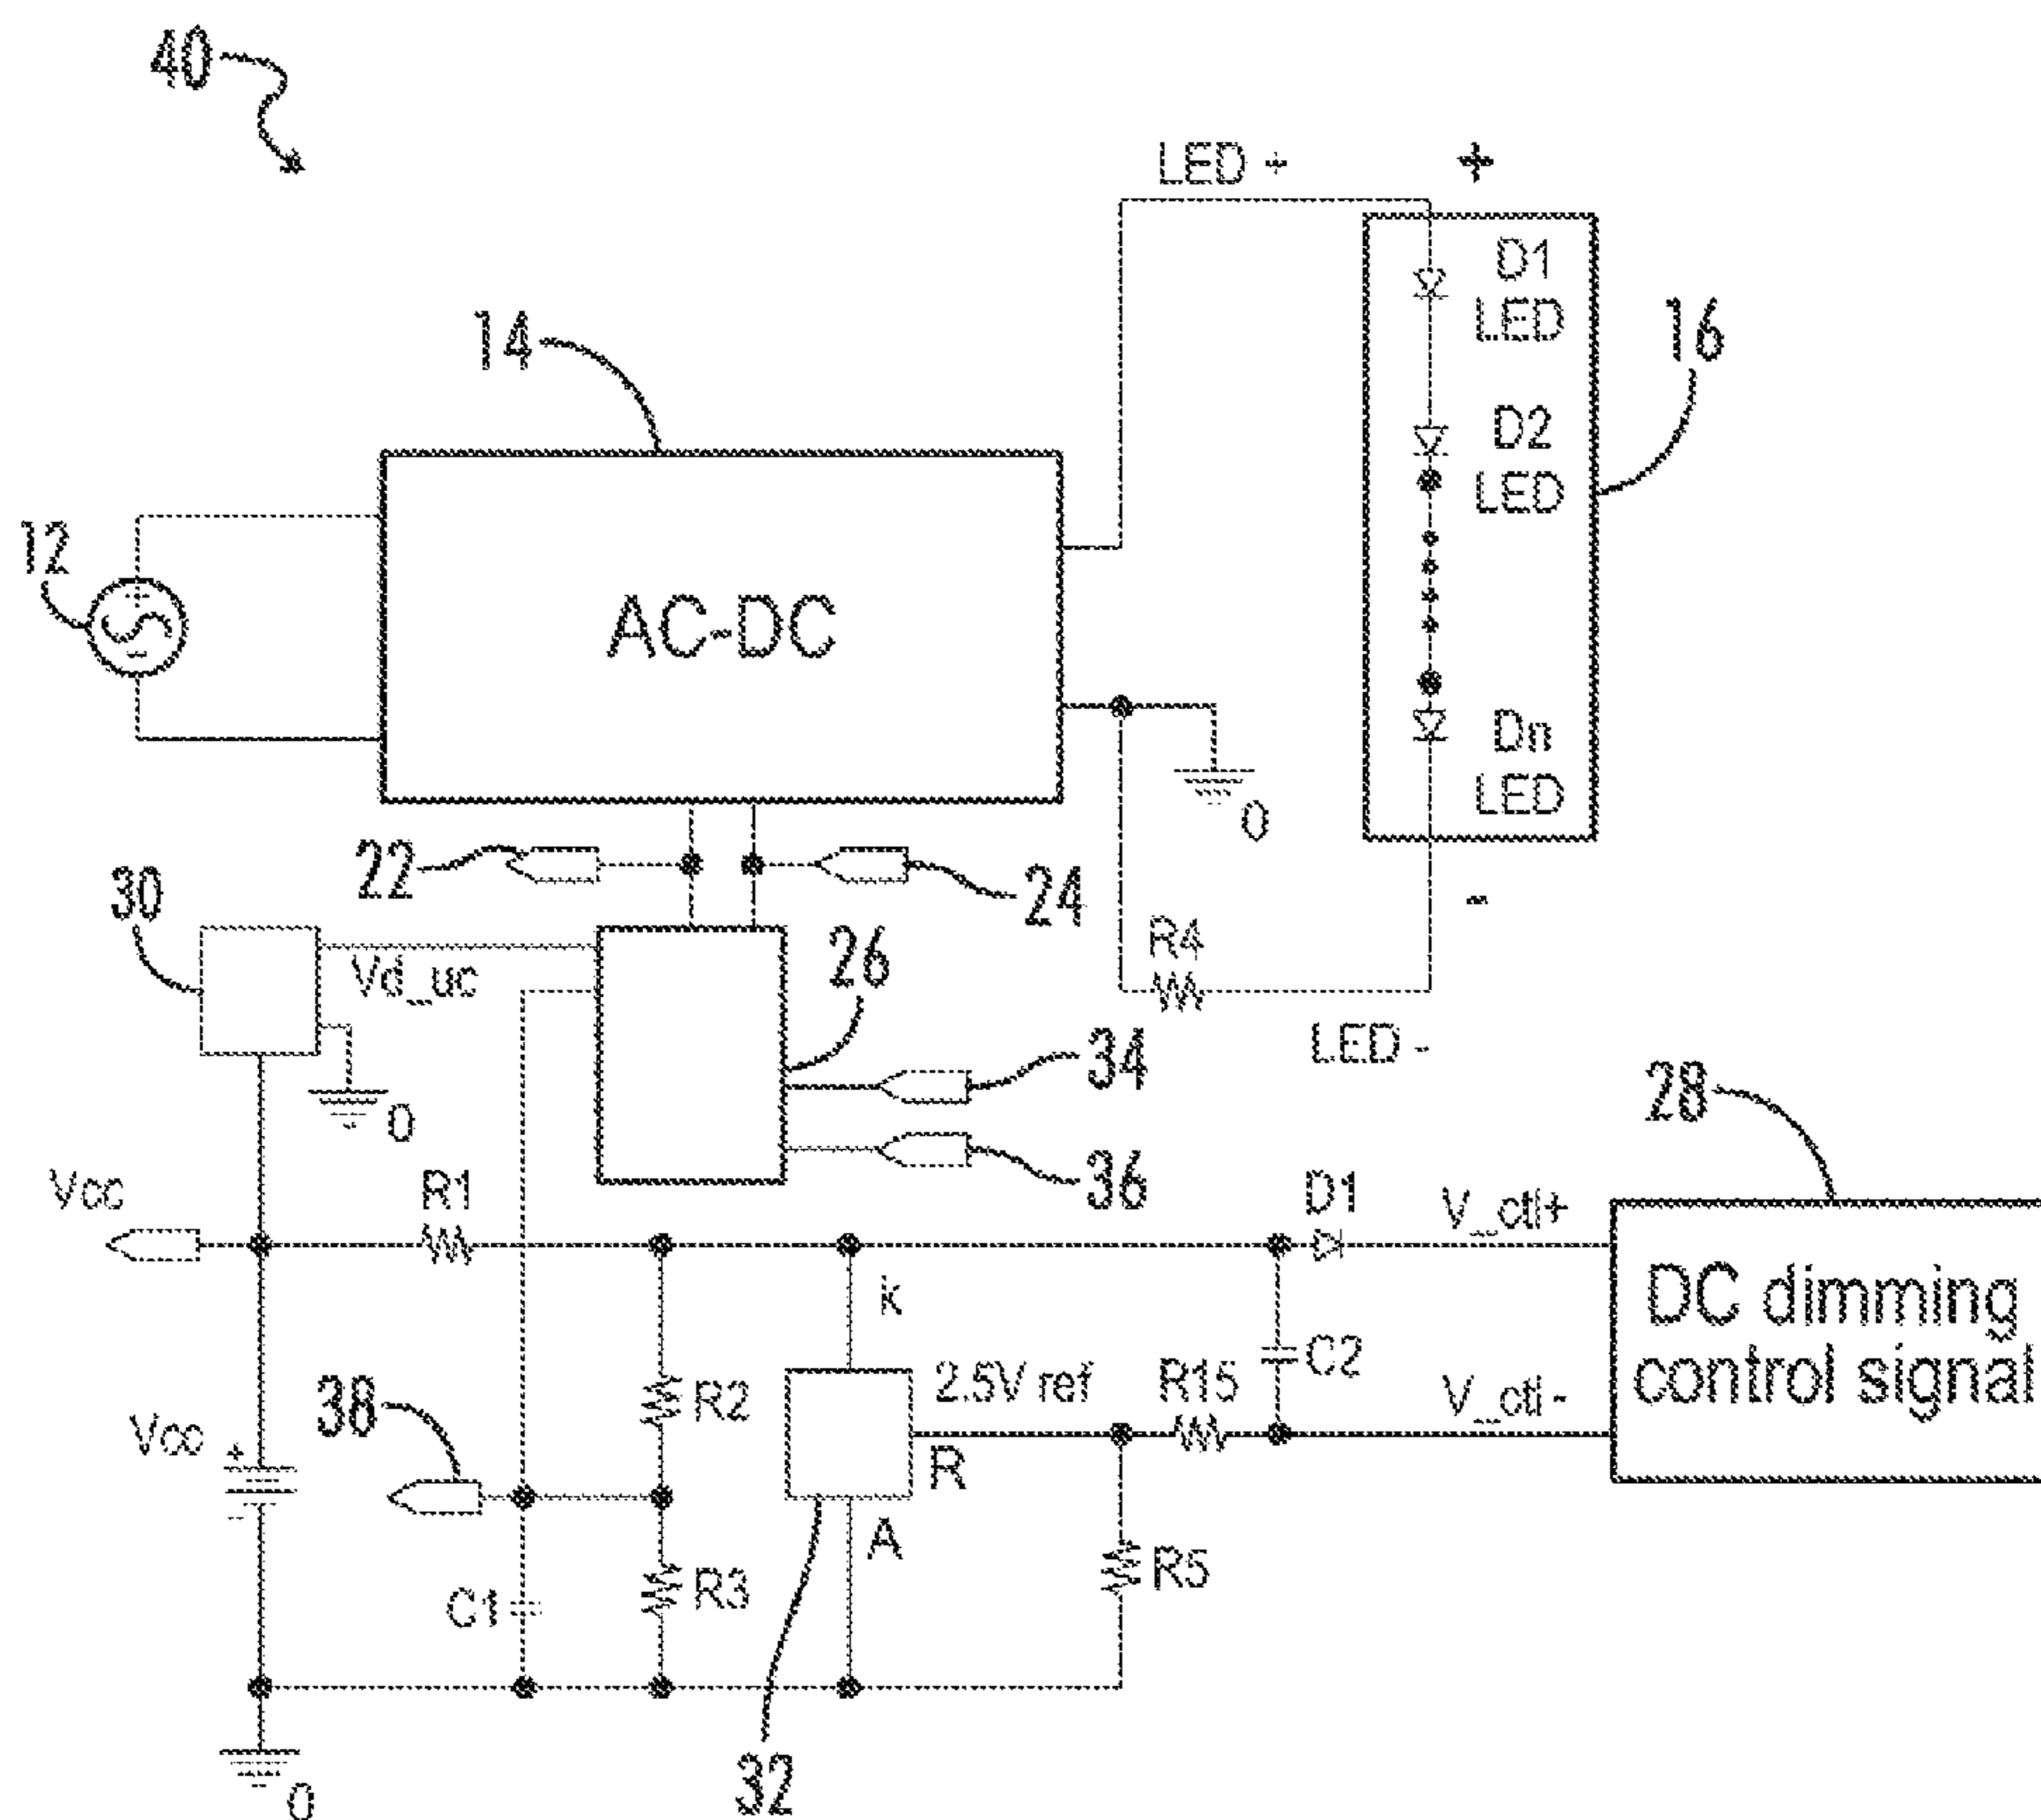 40
LED +
+
D1
LED
16
14
D2
LED
12
AC-DC
Dn
LED
0
22
24
-
30
R4
26
Vd_uc
LED -
34
28
0
36
Vcc
R1
D1
V_ctl+
k
DC dimming
control signal
C2
2.5V ref
R15
V_ctl -
38
R2
Vcc
+
R
-
A
R5
R3
C1
32
0